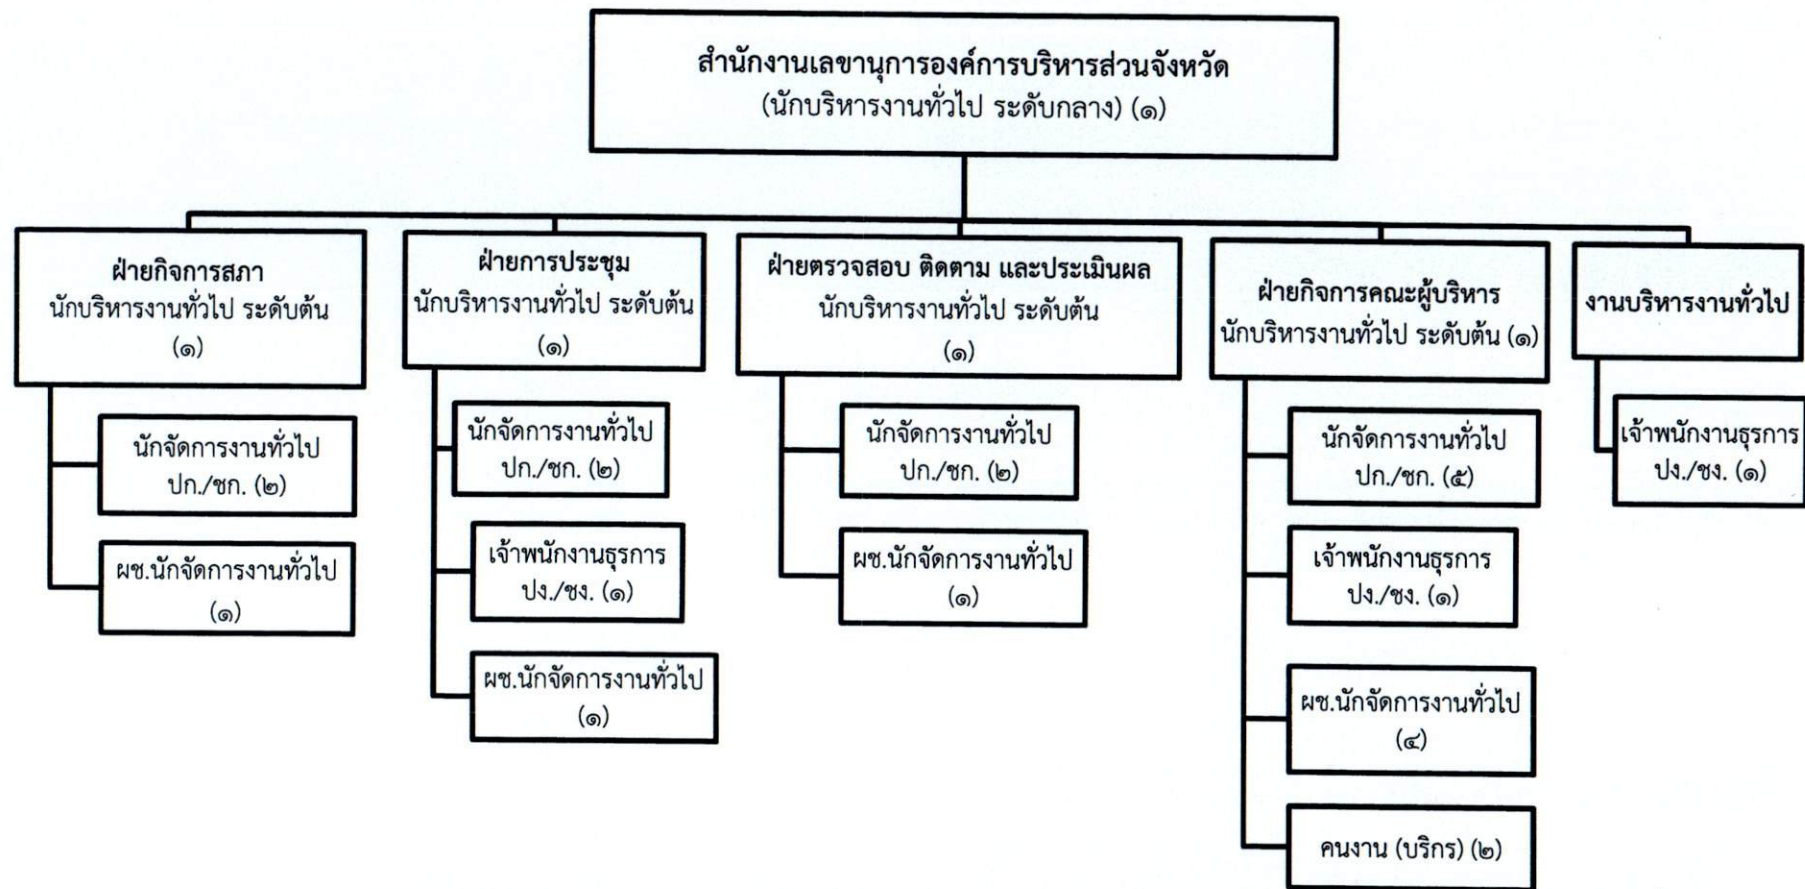 สำนักงานเลขานุการองค์การบริหารส่วนจังหวัด
(นักบริหารงานทั่วไป ระดับกลาง) (๑)
ฝ่ายกิจการสภา
นักบริหารงานทั่วไป ระดับต้น
(๑)
นักจัดการงานทั่วไป
ปก./ชก. (๒)
ผช.นักจัดการงานทั่วไป
(๑)
ฝ่ายการประชุม
นักบริหารงานทั่วไป ระดับต้น
(๑)
นักจัดการงานทั่วไป
ปก./ชก. (๒)
เจ้าพนักงานธุรการ
ปง./ชง. (๑)
ผช.นักจัดการงานทั่วไป
(๑)
ฝ่ายตรวจสอบ ติดตาม และประเมินผล
นักบริหารงานทั่วไป ระดับต้น
(๑)
นักจัดการงานทั่วไป
ปก./ชก. (๒)
ผช.นักจัดการงานทั่วไป
(๑)
ฝ่ายกิจการคณะผู้บริหาร
นักบริหารงานทั่วไป ระดับต้น (๑)
นักจัดการงานทั่วไป
ปก./ชก. (๕)
เจ้าพนักงานธุรการ
ปง./ชง. (๑)
ผช.นักจัดการงานทั่วไป
(๔)
คนงาน (บริกร) (๒)
งานบริหารงานทั่วไป
เจ้าพนักงานธุรการ
ปง./ชง. (๑)